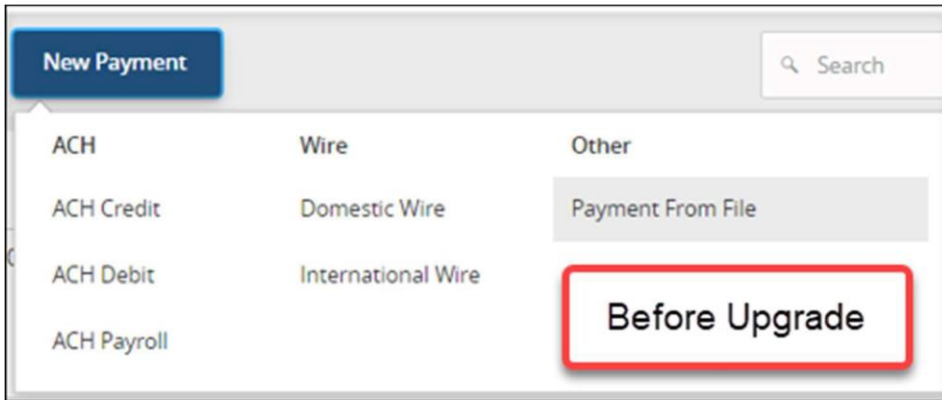 New Payment
Search
ACH
Wire
Other
ACH Credit
Domestic Wire
Payment From File
ACH Debit
International Wire
Before Upgrade
ACH Payroll